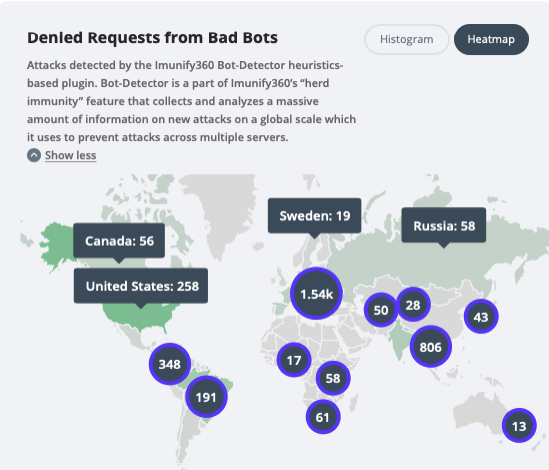 Denied Requests from Bad Bots
Histogram
Heatmap
Attacks detected by the Imunify360 Bot-Detector heuristics-
based plugin. Bot-Detector is a part of Imunify360's “herd
immunity” feature that collects and analyzes a massive
amount of information on new attacks on a global scale which
it uses to prevent attacks across multiple servers.
Show less
Sweden: 19
Russia: 58
Canada: 56
United States: 258
1.54k
50
28
43
806
17
348
58
191
61
13